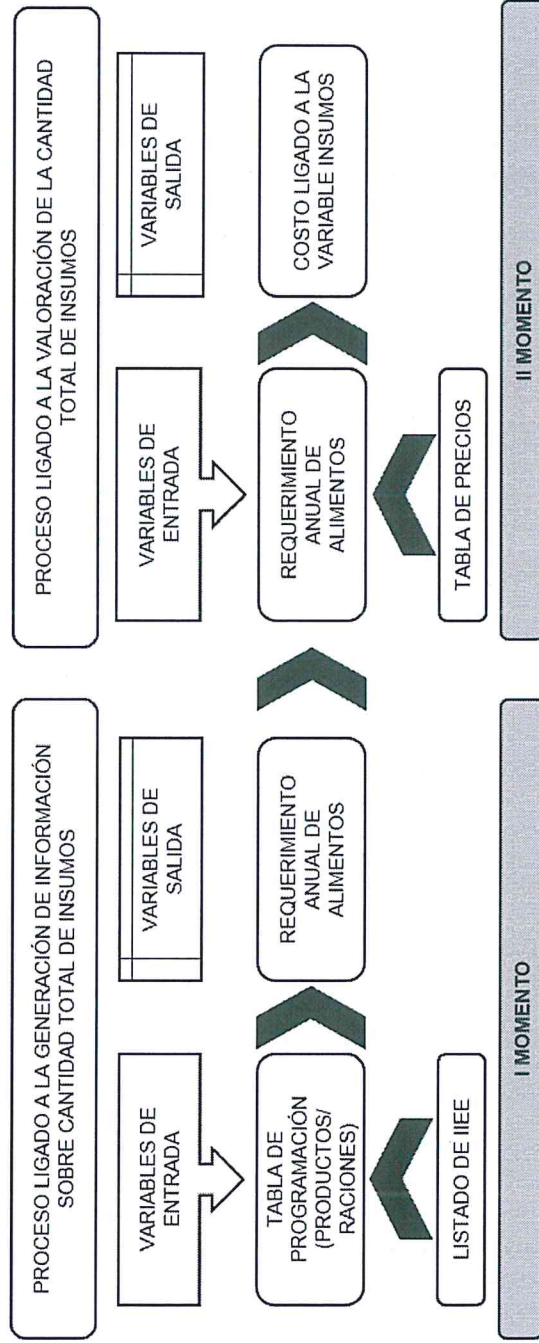 PROCESO LIGADO A LA GENERACIÓN DE INFORMACIÓN
SOBRE CANTIDAD TOTAL DE INSUMOS
VARIABLES DE
ENTRADA
VARIABLES DE
SALIDA
TABLA DE
PROGRAMACIÓN
(PRODUCTOS/
RACIONES)
REQUERIMIENTO
ANUAL DE
ALIMENTOS
LISTADO DE IIEE
I MOMENTO
PROCESO LIGADO A LA VALORACIÓN DE LA CANTIDAD
TOTAL DE INSUMOS
VARIABLES DE
ENTRADA
VARIABLES DE
SALIDA
REQUERIMIENTO
ANUAL DE
ALIMENTOS
COSTO LIGADO A LA
VARIABLE INSUMOS
TABLA DE PRECIOS
II MOMENTO